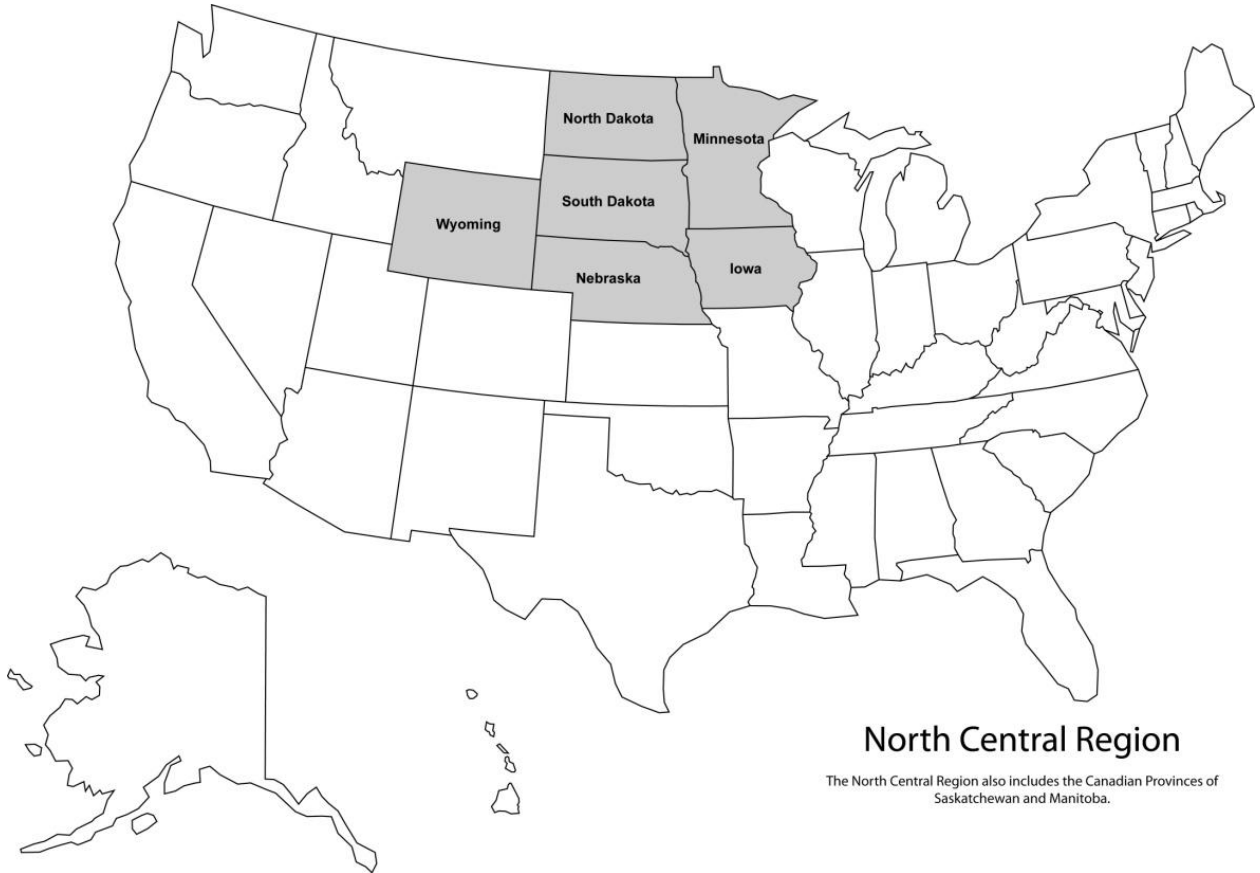 North Dakota
Minnesota
South Dakota
Wyoming
Iowa
Nebraska
North Central Region
The North Central Region also includes the Canadian Provinces of
Saskatchewan and Manitoba.